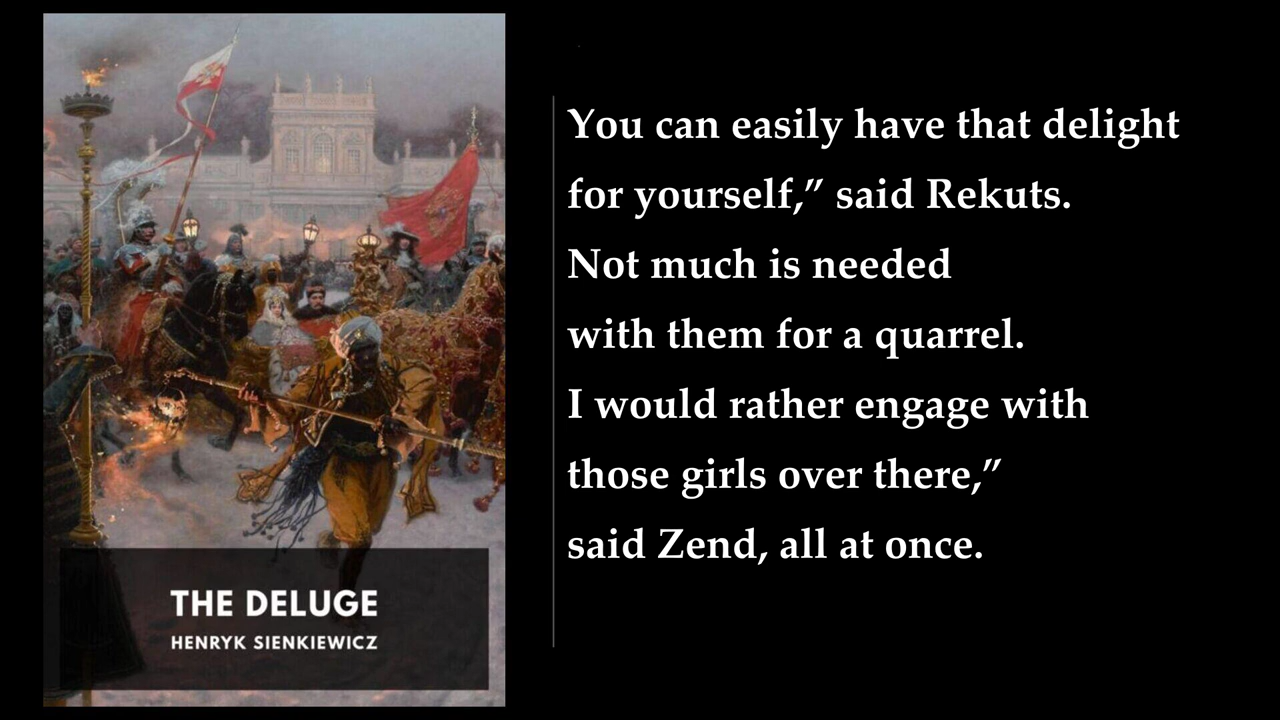 THE DELUGE
HENRYK SIENKIEWICZ
You can easily have that delight
for yourself,” said Rekuts.
Not much is needed
with them for a quarrel.
I would rather engage with
those girls over there,”
said Zend, all at once.